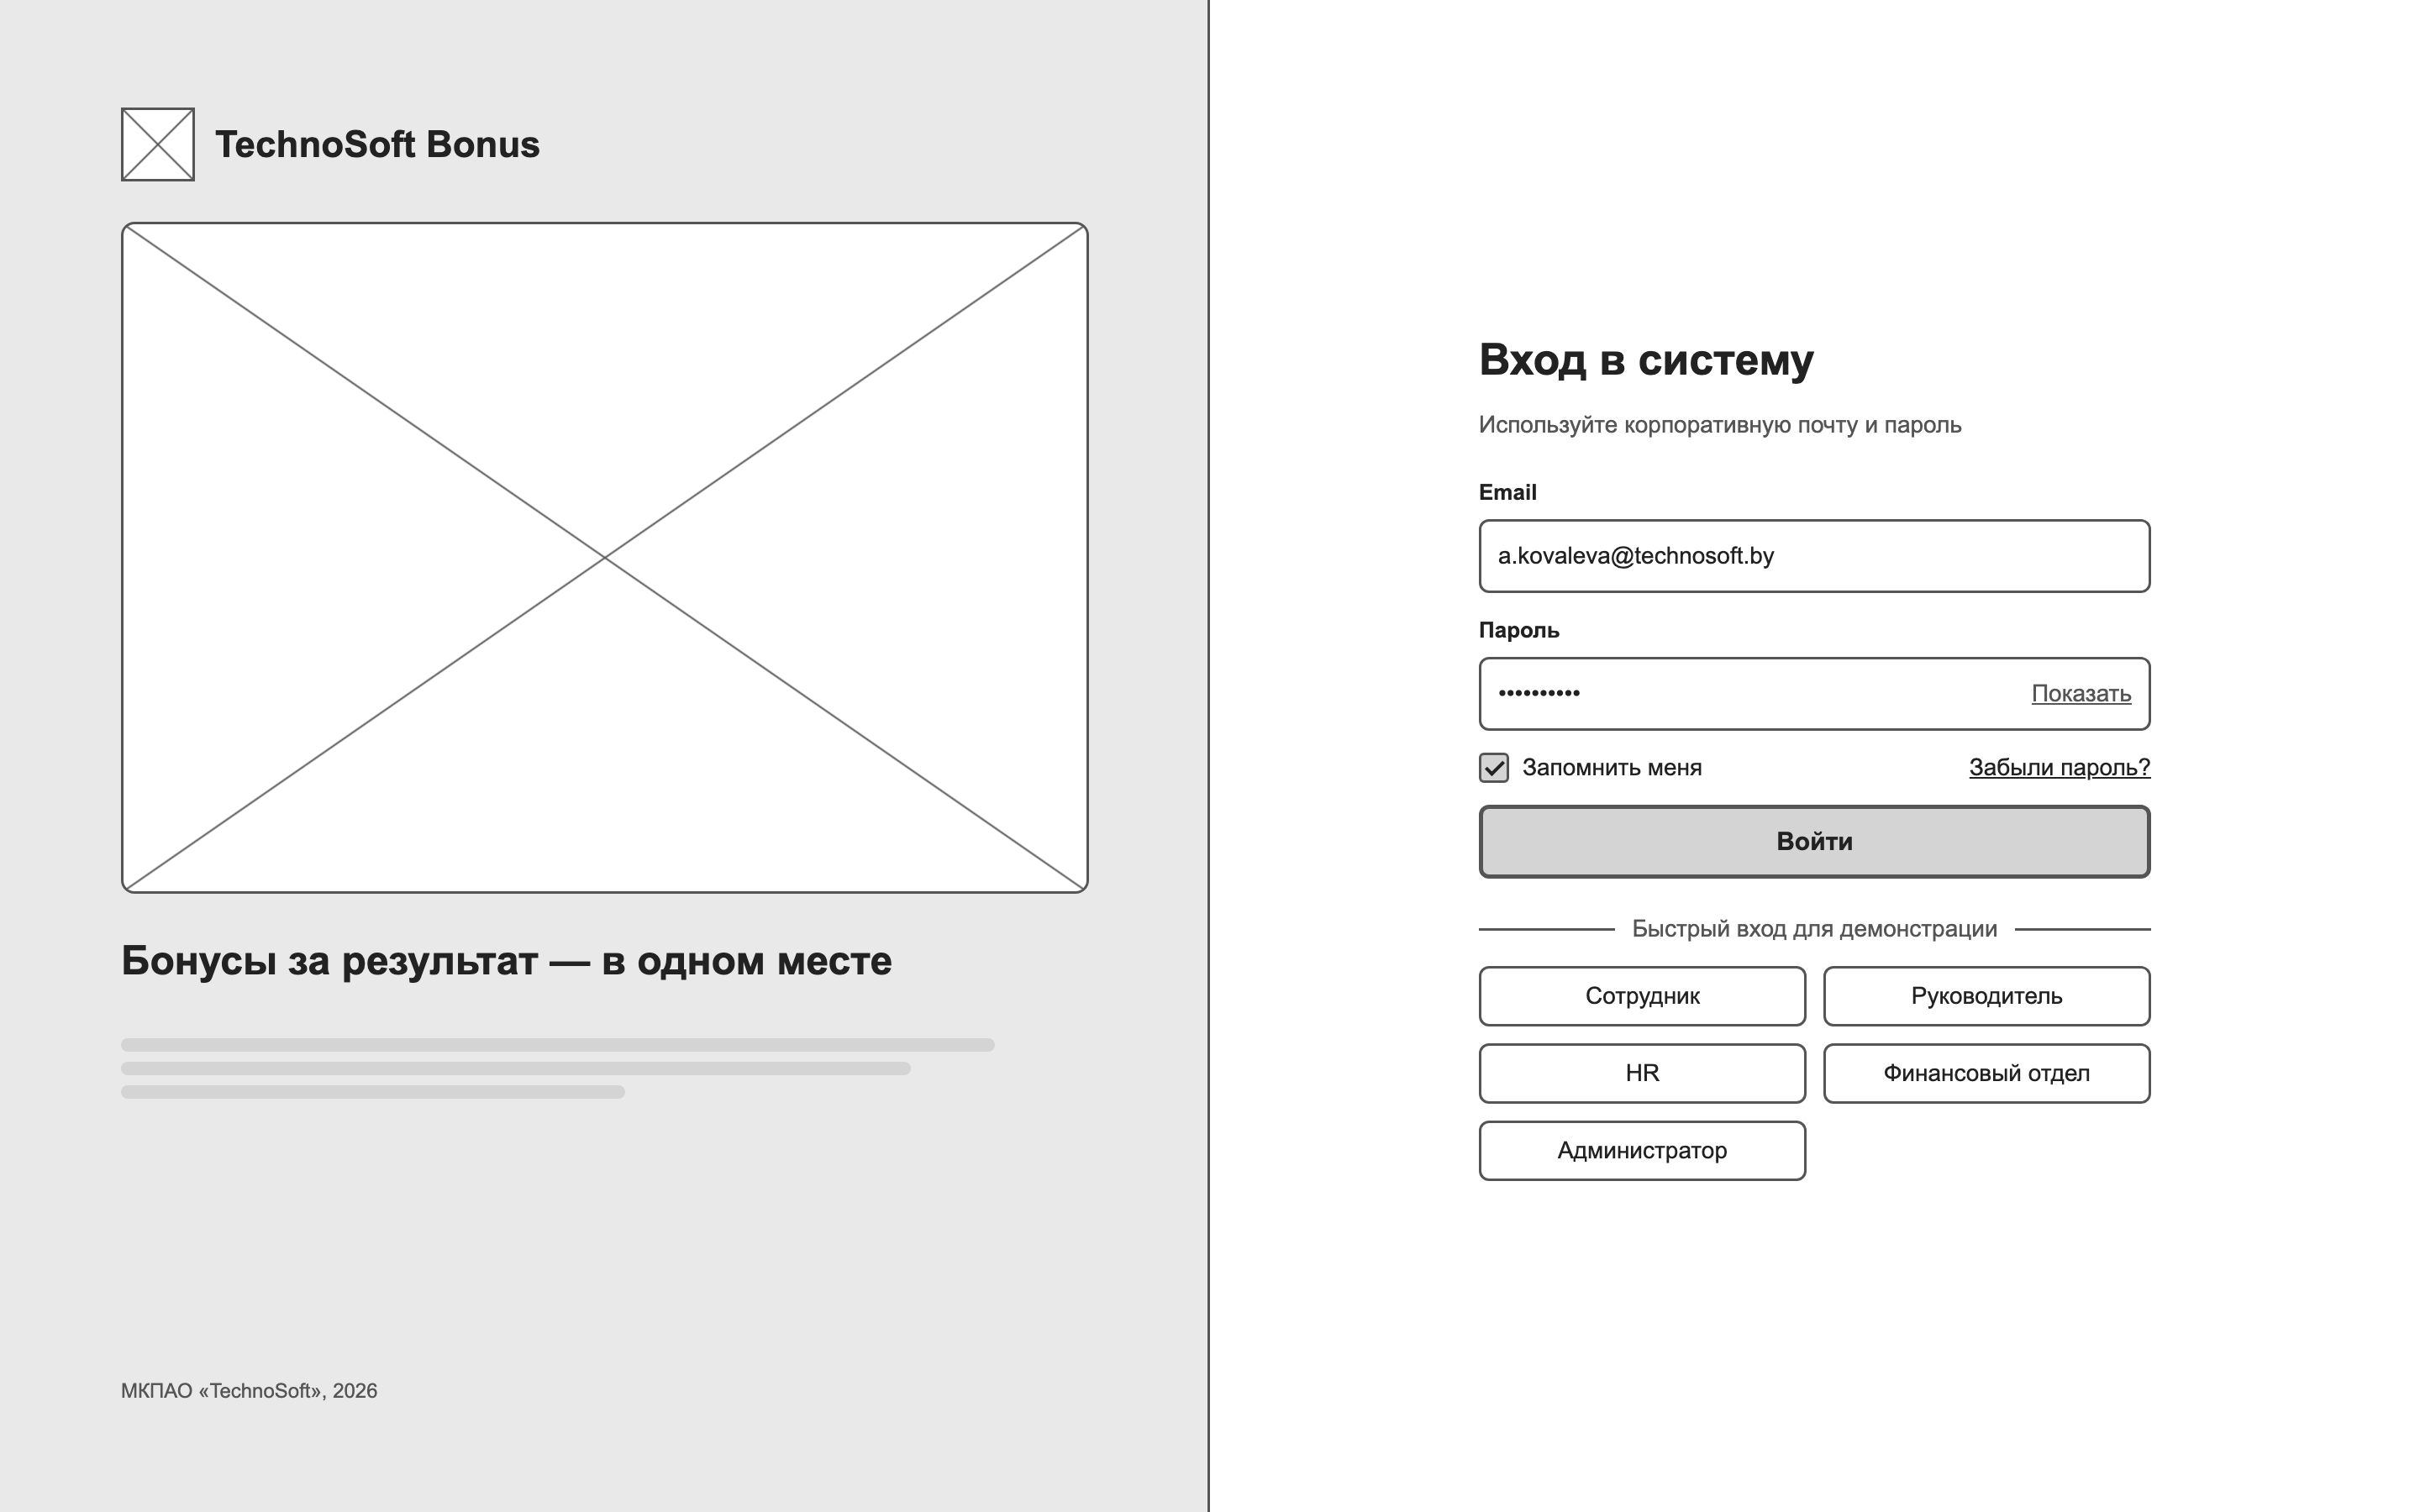 TechnoSoft Bonus
Бонусы за результат — в одном месте
МКПАО «TechnoSoft», 2026
Вход в систему
Используйте корпоративную почту и пароль
Email
a.kovaleva@technosoft.by
Пароль
••••••••••
Показать
Запомнить меня
Забыли пароль?
Войти
Быстрый вход для демонстрации
Сотрудник
Руководитель
HR
Финансовый отдел
Администратор